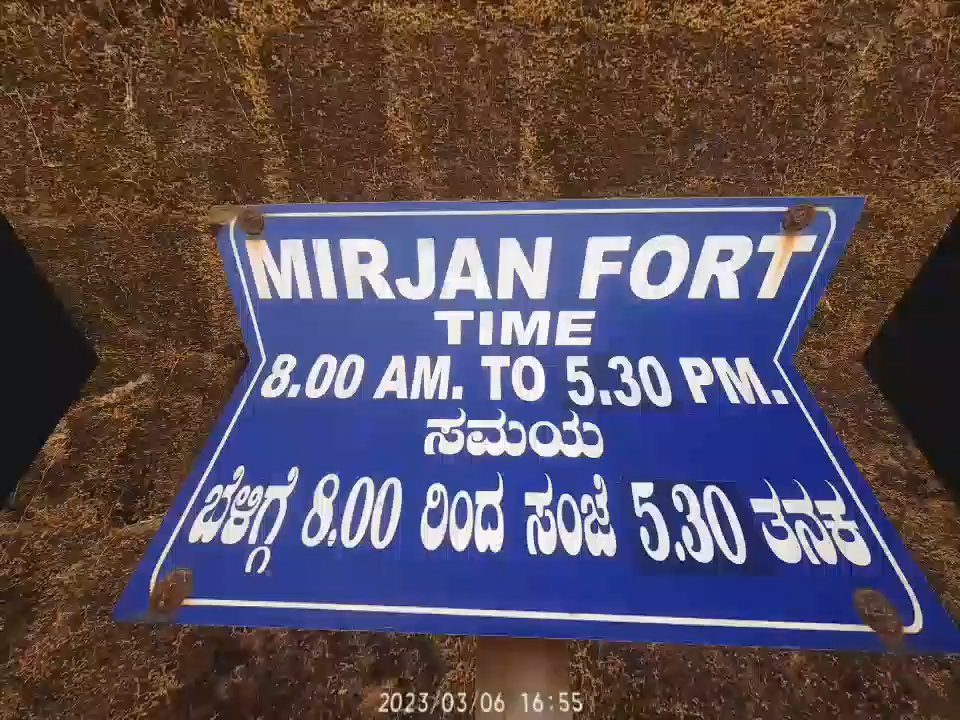 MIRJAN FORT
TIME
8.00 AM. TO 5.30 PM.
ಸಮಯ
ಬೆಳಿಗ್ಗೆ 8.00 ರಿಂದ ಸಂಜೆ 5.30 ತನಕ
2023/03/06 16:55